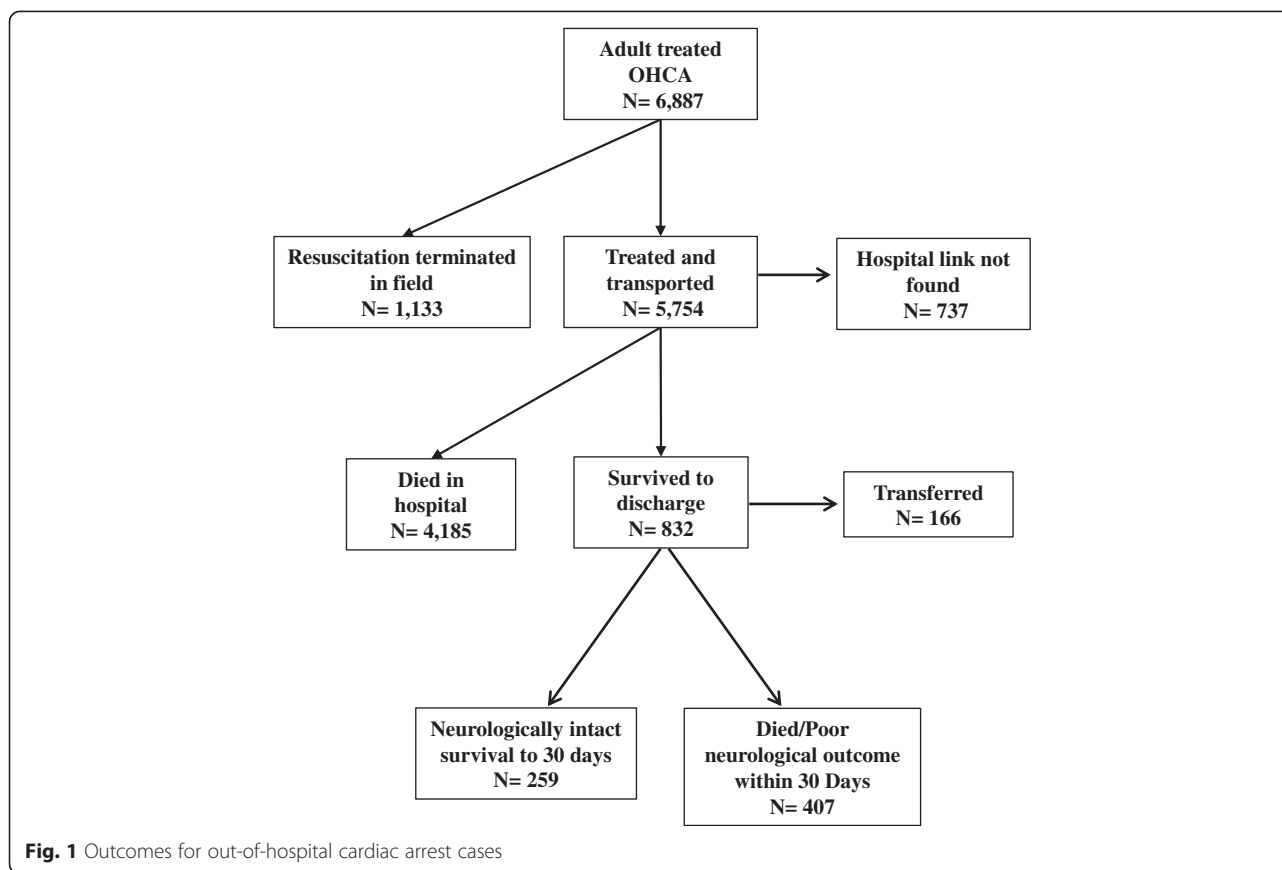 Adult treated
OHCA
N= 6,887
Resuscitation terminated
in field
N= 1,133
Treated and
transported
N= 5,754
Hospital link not
found
N= 737
Died in
hospital
N= 4,185
Survived to
discharge
N= 832
Transferred
N= 166
Neurologically intact
survival to 30 days
N= 259
Died/Poor
neurological outcome
within 30 Days
N= 407
Fig. 1 Outcomes for out-of-hospital cardiac arrest cases